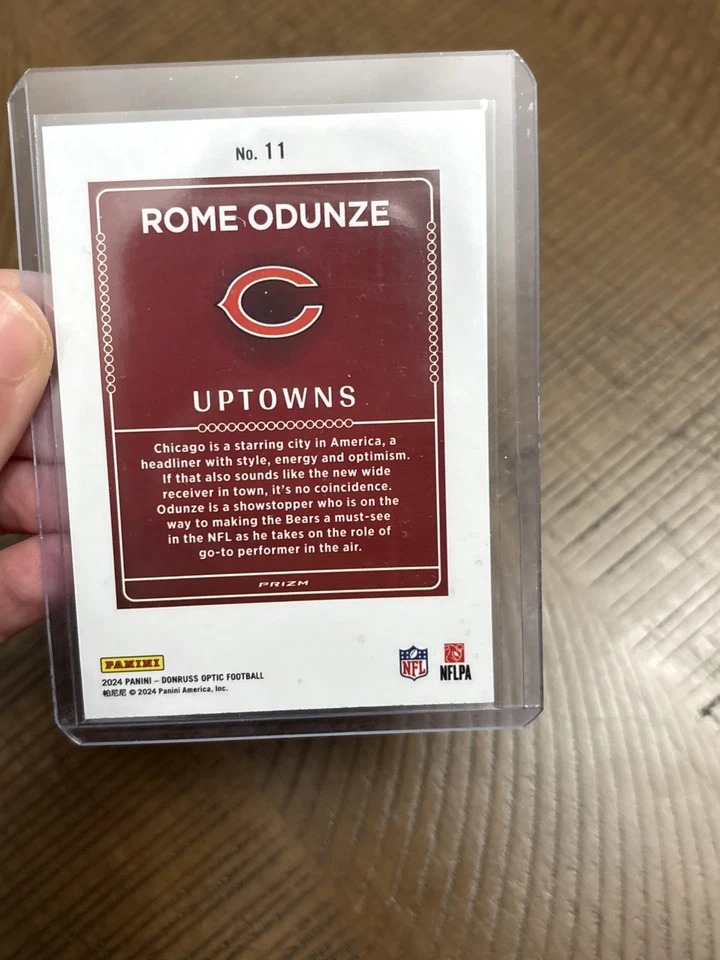 No. 11
ROME ODUNZE
UPTOWNS
Chicago is a starring city in America, a
headliner with style, energy and optimism.
If that also sounds like the new wide
receiver in town, it's no coincidence.
Odunze is a showstopper who is on the
way to making the Bears a must-see
in the NFL as he takes on the role of
go-to performer in the air.
PRIZM
PANINI
2024 PANINI – DONRUSS OPTIC FOOTBALL
帕尼尼 © 2024 Panini America, Inc.
NFL
NFLPA